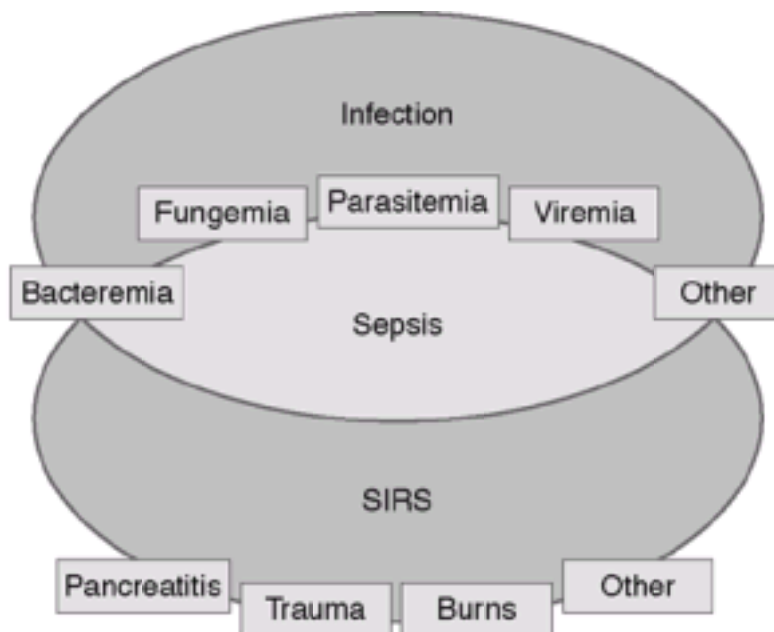 Infection
Fungemia
Parasitemia
Viremia
Bacteremia
Other
Sepsis
SIRS
Pancreatitis
Trauma
Burns
Other